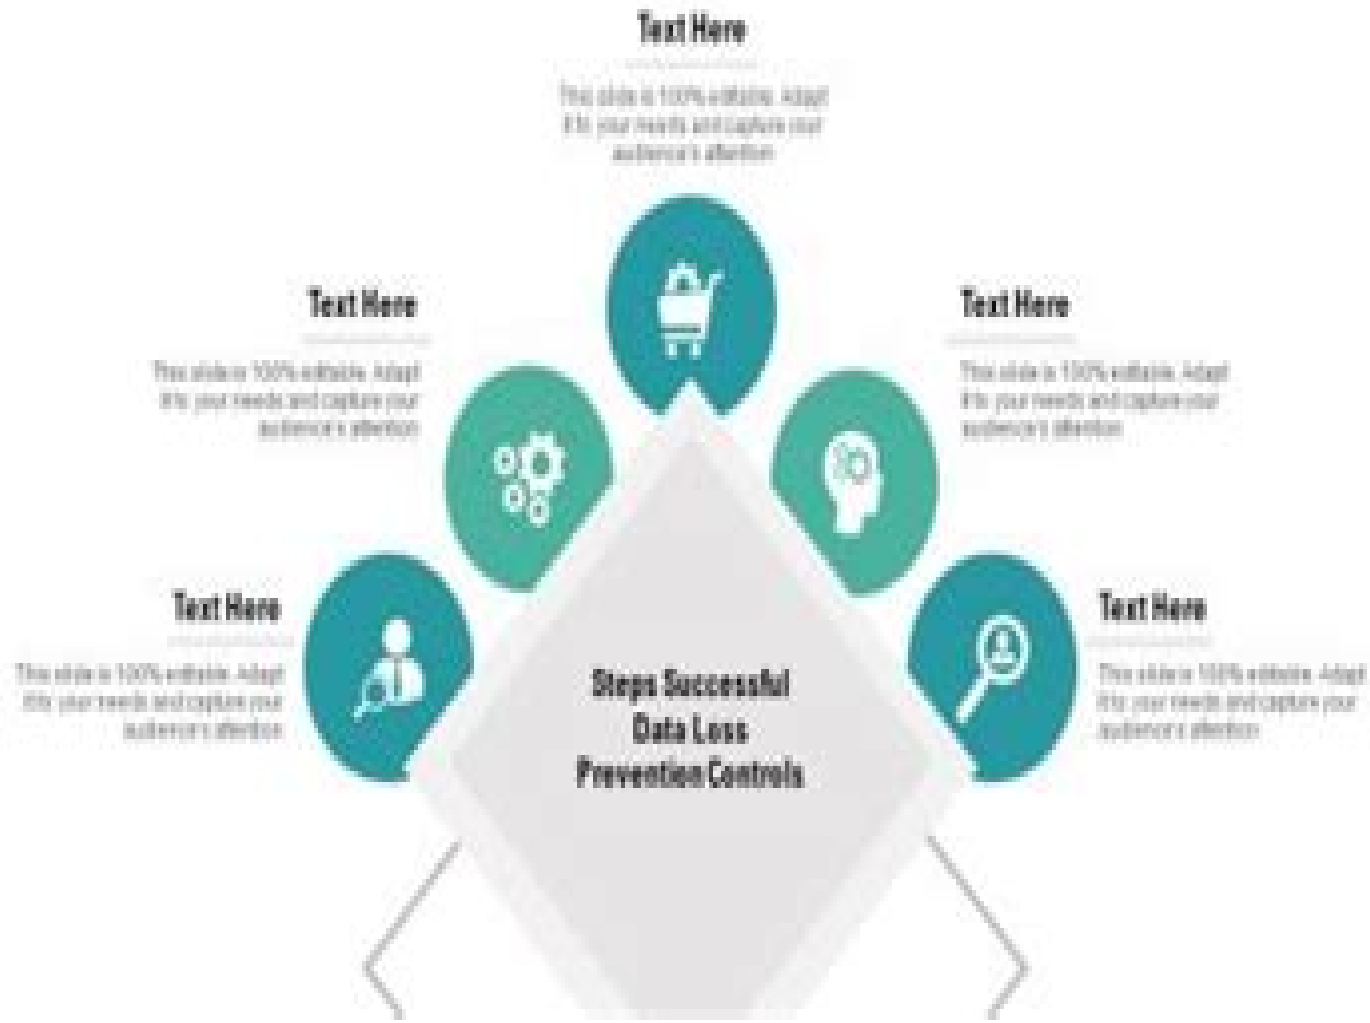 Text Here
This slide is 100% editable. Adapt
it to your needs and capture your
audience's attention
Text Here
This slide is 100% editable. Adapt
it to your needs and capture your
audience's attention
Text Here
This slide is 100% editable. Adapt
it to your needs and capture your
audience's attention
Text Here
This slide is 100% editable. Adapt
it to your needs and capture your
audience's attention
Text Here
This slide is 100% editable. Adapt
it to your needs and capture your
audience's attention
Steps Successful
Data Loss
Prevention Controls